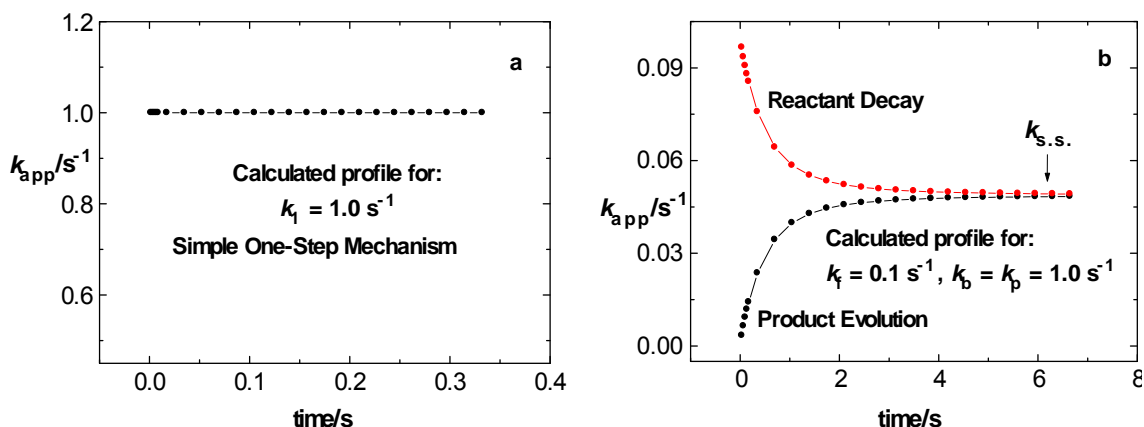 a
1.2
1.0
0.8
0.6
k_app/s⁻¹
Calculated profile for:
k_1 = 1.0 s⁻¹
Simple One-Step Mechanism
0.0 0.1 0.2 0.3 0.4
time/s
b
0.09
0.06
0.03
0.00
k_app/s⁻¹
Reactant Decay
k_s.s.
Calculated profile for:
k_f = 0.1 s⁻¹, k_b = k_p = 1.0 s⁻¹
Product Evolution
0 2 4 6 8
time/s